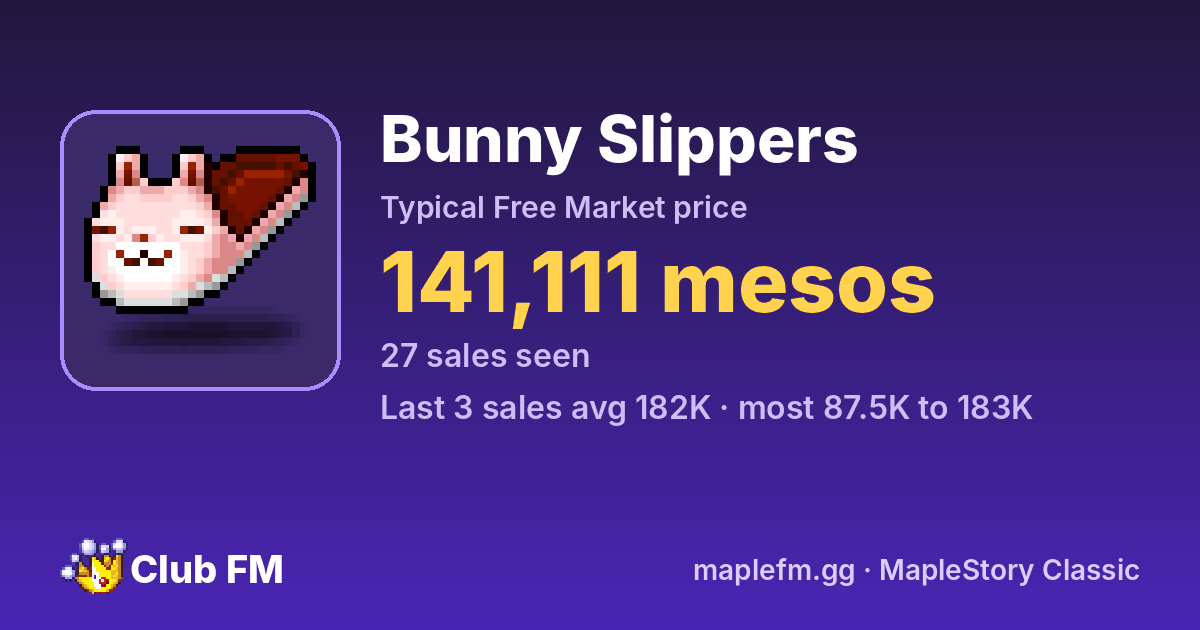 Bunny Slippers
Typical Free Market price
141,111 mesos
27 sales seen
Last 3 sales avg 182K · most 87.5K to 183K
Club FM
maplefm.gg · MapleStory Classic